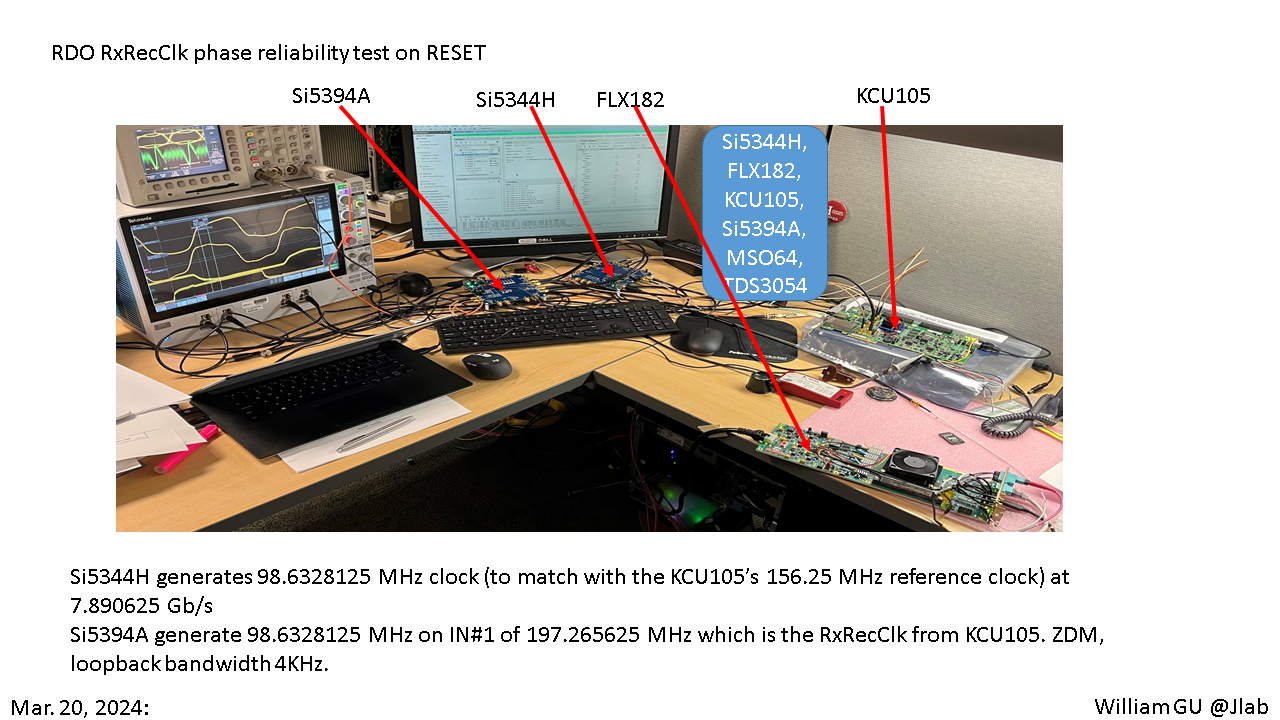 RDO RxRecClk phase reliability test on RESET
Si5394A
Si5344H
FLX182
KCU105
Si5344H,
FLX182,
KCU105,
Si5394A,
MSO64,
TDS3054
Tektronix
DELL
Si5344H generates 98.6328125 MHz clock (to match with the KCU105’s 156.25 MHz reference clock) at
7.890625 Gb/s
Si5394A generate 98.6328125 MHz on IN#1 of 197.265625 MHz which is the RxRecClk from KCU105. ZDM,
loopback bandwidth 4KHz.
Mar. 20, 2024:
William GU @Jlab